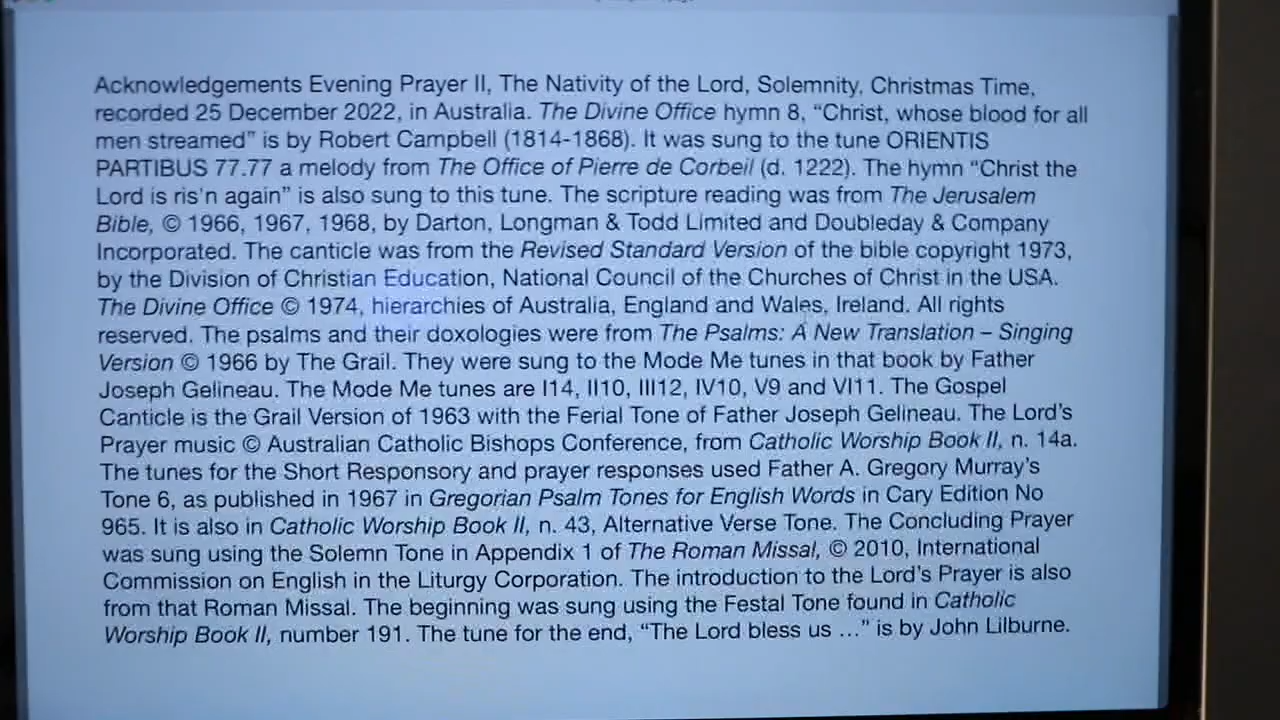 Acknowledgements Evening Prayer II, The Nativity of the Lord, Solemnity, Christmas Time,
recorded 25 December 2022, in Australia. The Divine Office hymn 8, “Christ, whose blood for all
men streamed” is by Robert Campbell (1814-1868). It was sung to the tune ORIENTIS
PARTIBUS 77.77 a melody from The Office of Pierre de Corbeil (d. 1222). The hymn “Christ the
Lord is ris'n again” is also sung to this tune. The scripture reading was from The Jerusalem
Bible, © 1966, 1967, 1968, by Darton, Longman & Todd Limited and Doubleday & Company
Incorporated. The canticle was from the Revised Standard Version of the bible copyright 1973,
by the Division of Christian Education, National Council of the Churches of Christ in the USA.
The Divine Office © 1974, hierarchies of Australia, England and Wales, Ireland. All rights
reserved. The psalms and their doxologies were from The Psalms: A New Translation – Singing
Version © 1966 by The Grail. They were sung to the Mode Me tunes in that book by Father
Joseph Gelineau. The Mode Me tunes are I14, II10, III12, IV10, V9 and VI11. The Gospel
Canticle is the Grail Version of 1963 with the Ferial Tone of Father Joseph Gelineau. The Lord's
Prayer music © Australian Catholic Bishops Conference, from Catholic Worship Book II, n. 14a.
The tunes for the Short Responsory and prayer responses used Father A. Gregory Murray's
Tone 6, as published in 1967 in Gregorian Psalm Tones for English Words in Cary Edition No
965. It is also in Catholic Worship Book II, n. 43, Alternative Verse Tone. The Concluding Prayer
was sung using the Solemn Tone in Appendix 1 of The Roman Missal, © 2010, International
Commission on English in the Liturgy Corporation. The introduction to the Lord's Prayer is also
from that Roman Missal. The beginning was sung using the Festal Tone found in Catholic
Worship Book II, number 191. The tune for the end, “The Lord bless us …” is by John Lilburne.